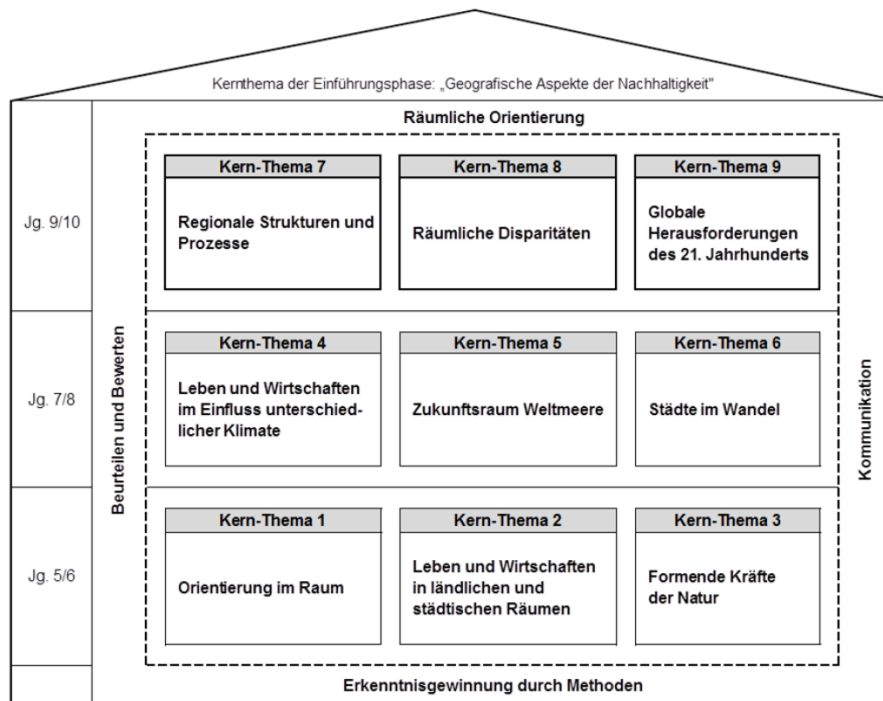 Kernthema der Einführungsphase: „Geografische Aspekte der Nachhaltigkeit"
Räumliche Orientierung
Jg. 9/10
Kern-Thema 7
Regionale Strukturen und
Prozesse
Kern-Thema 8
Räumliche Disparitäten
Kern-Thema 9
Globale
Herausforderungen
des 21. Jahrhunderts
Beurteilen und Bewerten
Kommunikation
Jg. 7/8
Kern-Thema 4
Leben und Wirtschaften
im Einfluss unterschied-
licher Klimate
Kern-Thema 5
Zukunftsraum Weltmeere
Kern-Thema 6
Städte im Wandel
Jg. 5/6
Kern-Thema 1
Orientierung im Raum
Kern-Thema 2
Leben und Wirtschaften
in ländlichen und
städtischen Räumen
Kern-Thema 3
Formende Kräfte
der Natur
Erkenntnisgewinnung durch Methoden